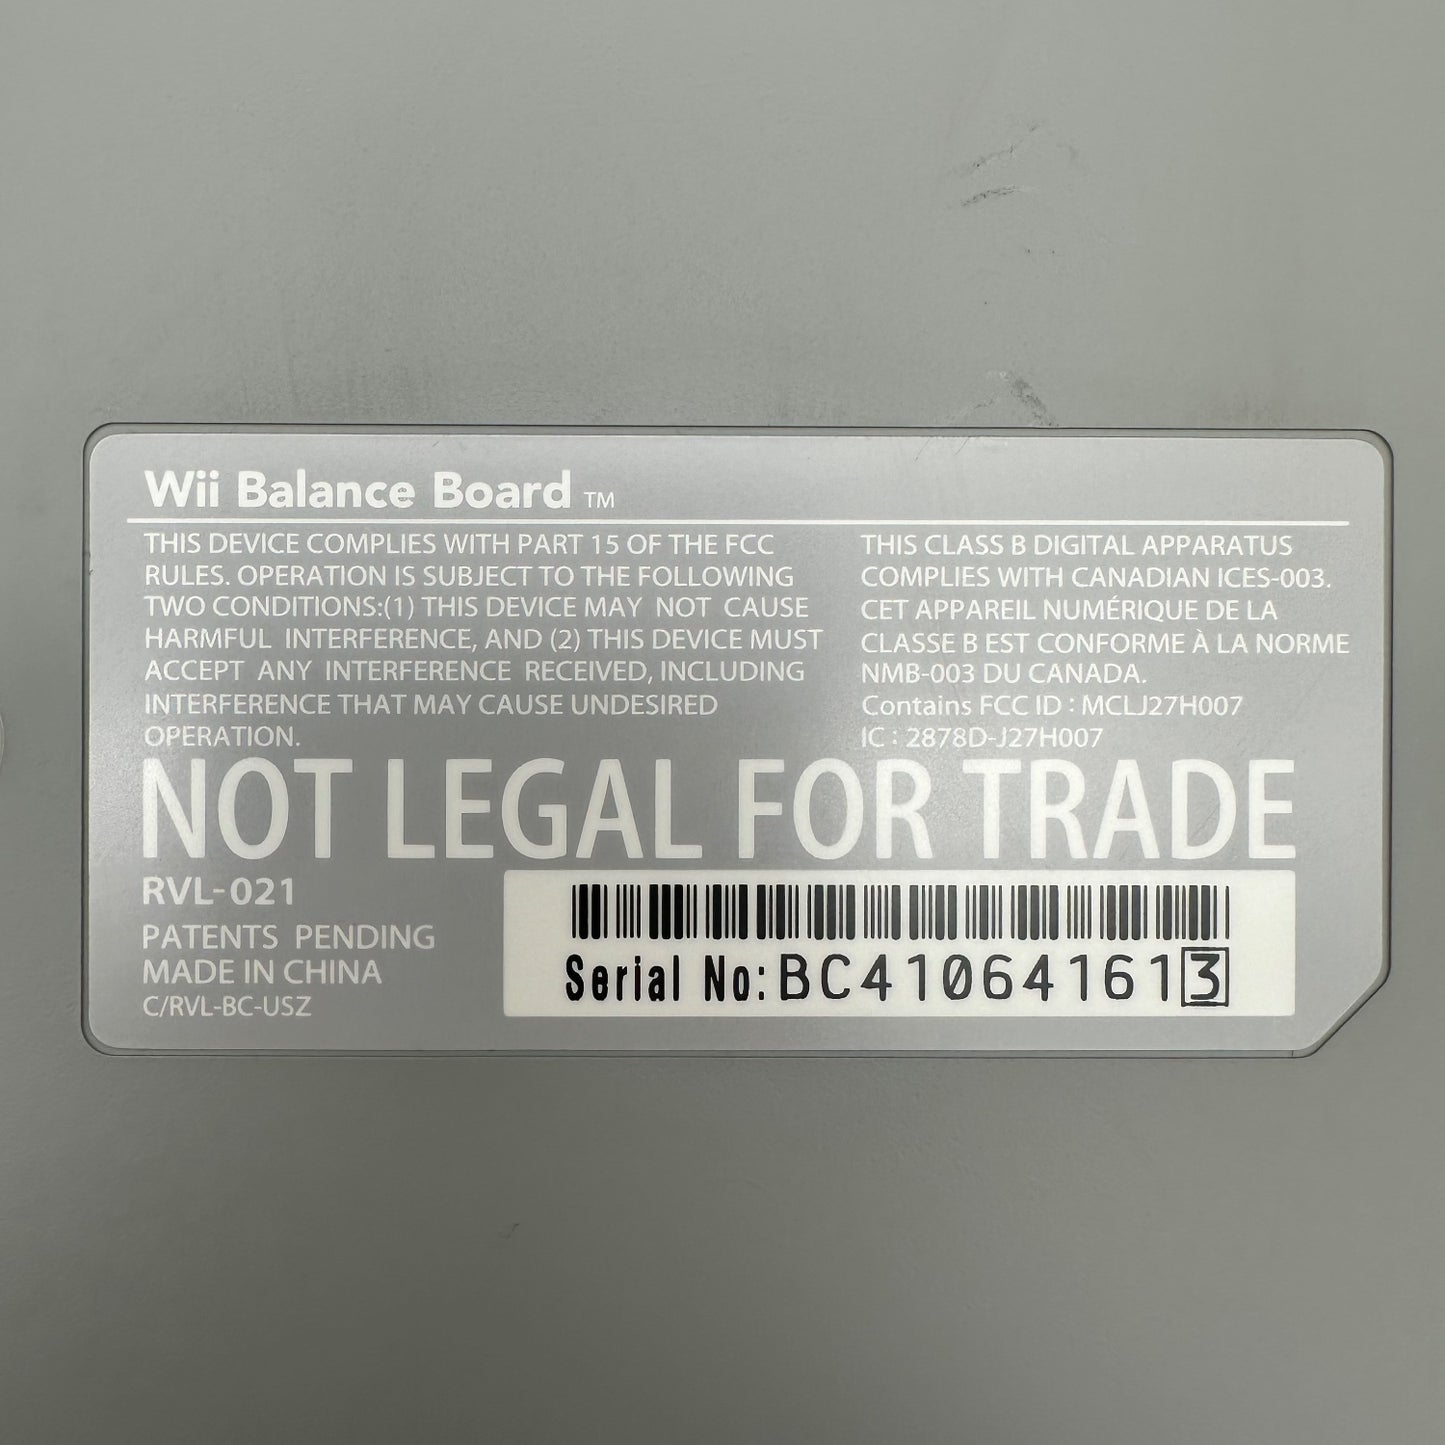 Wii Balance Board TM
THIS DEVICE COMPLIES WITH PART 15 OF THE FCC
RULES. OPERATION IS SUBJECT TO THE FOLLOWING
TWO CONDITIONS:(1) THIS DEVICE MAY NOT CAUSE
HARMFUL INTERFERENCE, AND (2) THIS DEVICE MUST
ACCEPT ANY INTERFERENCE RECEIVED, INCLUDING
INTERFERENCE THAT MAY CAUSE UNDESIRED
OPERATION.
THIS CLASS B DIGITAL APPARATUS
COMPLIES WITH CANADIAN ICES-003.
CET APPAREIL NUMÉRIQUE DE LA
CLASSE B EST CONFORME À LA NORME
NMB-003 DU CANADA.
Contains FCC ID : MCLJ27H007
IC : 2878D-J27H007
NOT LEGAL FOR TRADE
RVL-021
PATENTS PENDING
MADE IN CHINA
C/RVL-BC-USZ
Serial No: BC410641613